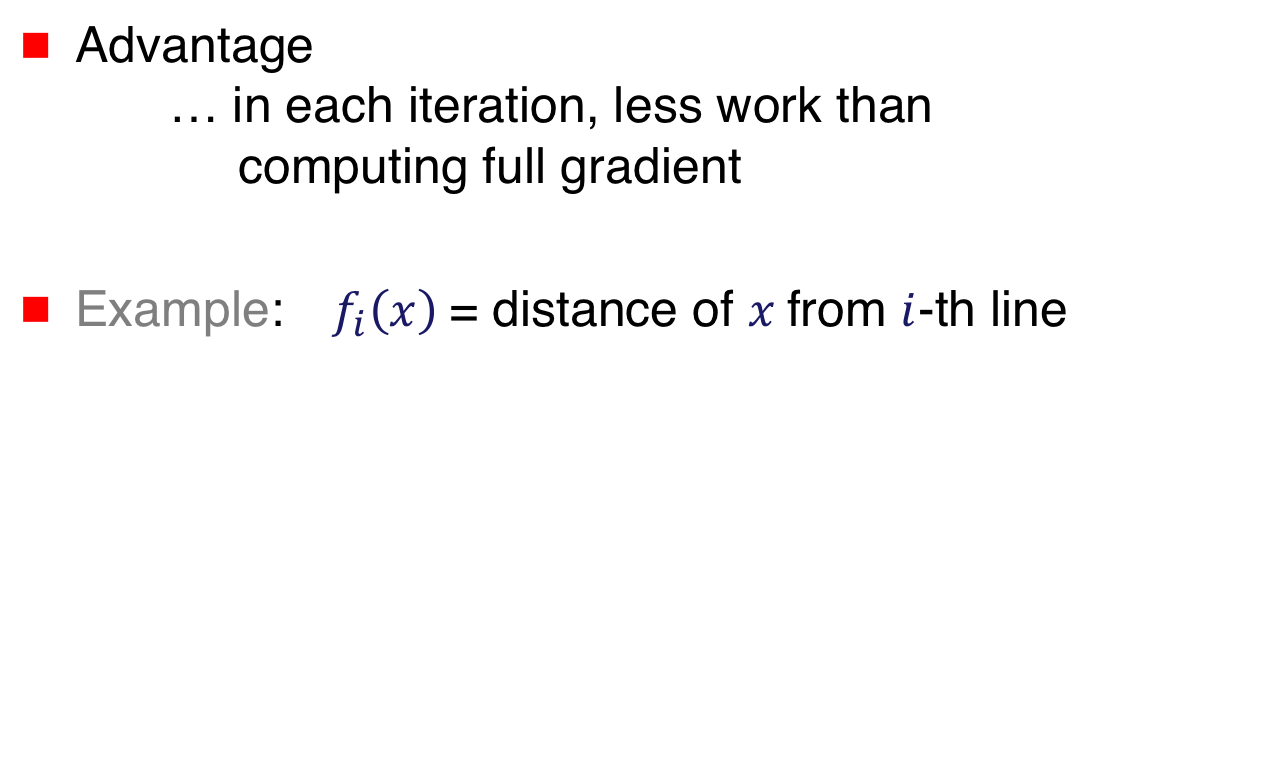 Advantage
… in each iteration, less work than
computing full gradient
Example: fᵢ(x) = distance of x from i-th line